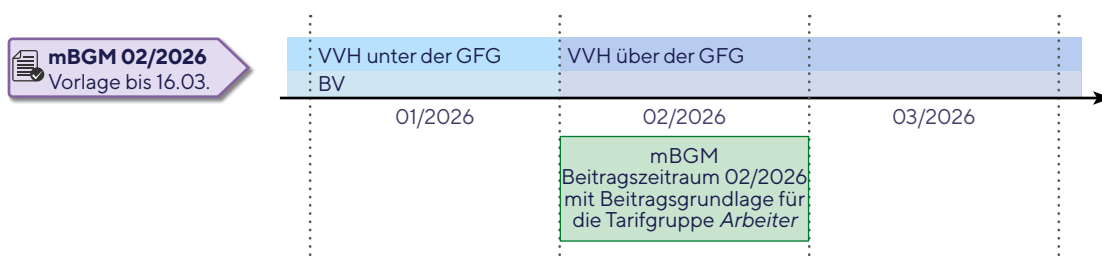 mBGM 02/2026
Vorlage bis 16.03.
VVH unter der GFG
VVH über der GFG
BV
01/2026
02/2026
03/2026
mBGM
Beitragszeitraum 02/2026
mit Beitragsgrundlage für
die Tarifgruppe Arbeiter